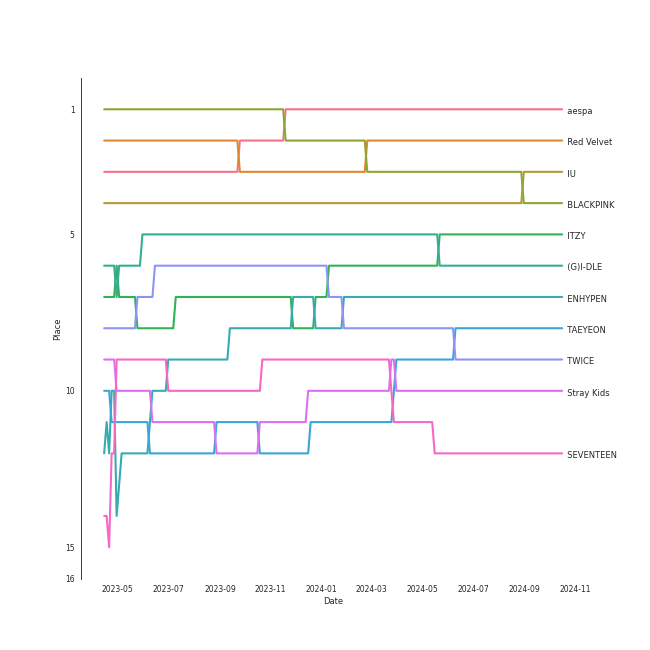 1
5
10
15
16
Place
aespa
Red Velvet
IU
BLACKPINK
ITZY
(G)I-DLE
ENHYPEN
TAEYEON
TWICE
Stray Kids
SEVENTEEN
2023-05 2023-07 2023-09 2023-11 2024-01 2024-03 2024-05 2024-07 2024-09 2024-11
Date